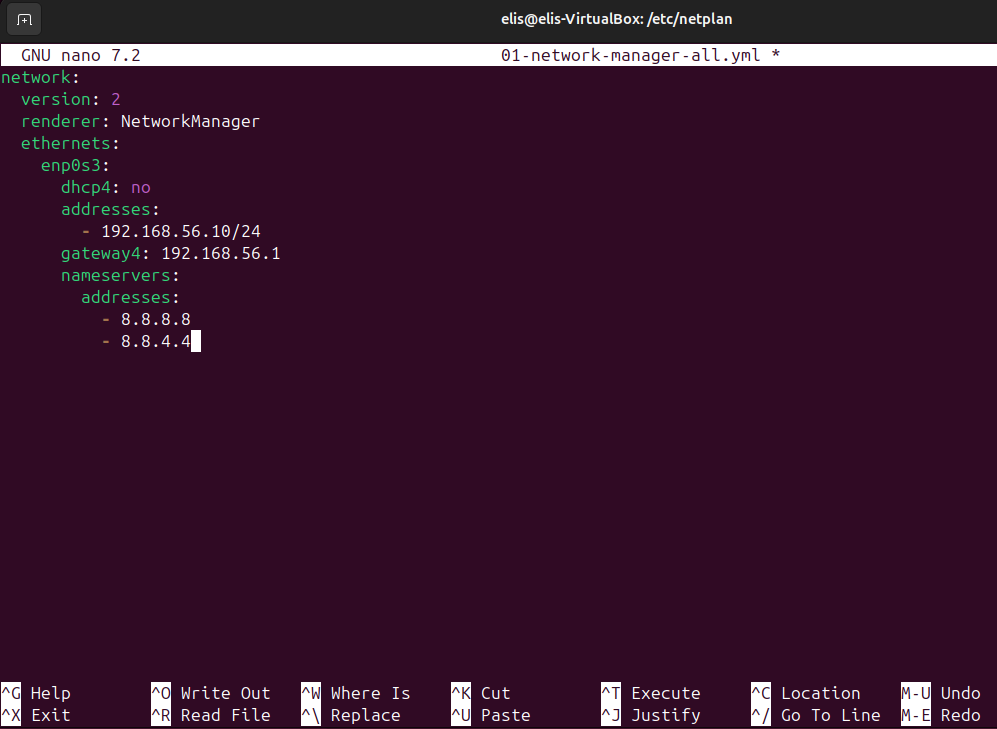 elis@elis-VirtualBox: /etc/netplan
GNU nano 7.2 01-network-manager-all.yml *
network:
  version: 2
  renderer: NetworkManager
  ethernets:
    enp0s3:
      dhcp4: no
      addresses:
        - 192.168.56.10/24
      gateway4: 192.168.56.1
      nameservers:
        addresses:
          - 8.8.8.8
          - 8.8.4.4
^G Help ^O Write Out ^W Where Is ^K Cut ^T Execute ^C Location M-U Undo
^X Exit ^R Read File ^\ Replace ^U Paste ^J Justify ^/ Go To Line M-E Redo